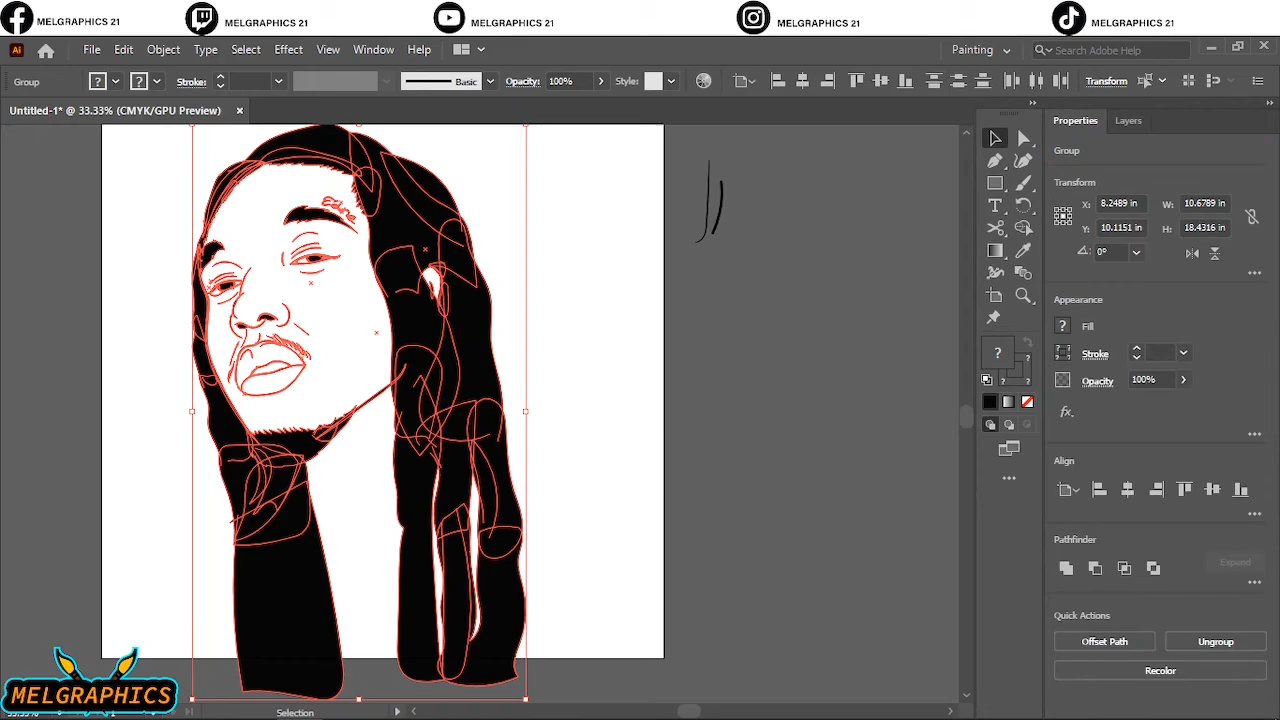 MELGRAPHICS 21 MELGRAPHICS 21 MELGRAPHICS 21 MELGRAPHICS 21 MELGRAPHICS 21
Ai File Edit Object Type Select Effect View Window Help Painting Search Adobe Help
Group Stroke: Basic Opacity: 100% Style: Transform
Untitled-1* @ 33.33% (CMYK/GPU Preview)
Properties Layers
Group
Transform
X: 8.2489 in W: 10.6789 in
Y: 10.1151 in H: 18.4316 in
0°
Appearance
? Fill
Stroke
Opacity 100%
fx.
Align
Pathfinder
Expand
Quick Actions
Offset Path Ungroup
Recolor
MELGRAPHICS
Selection